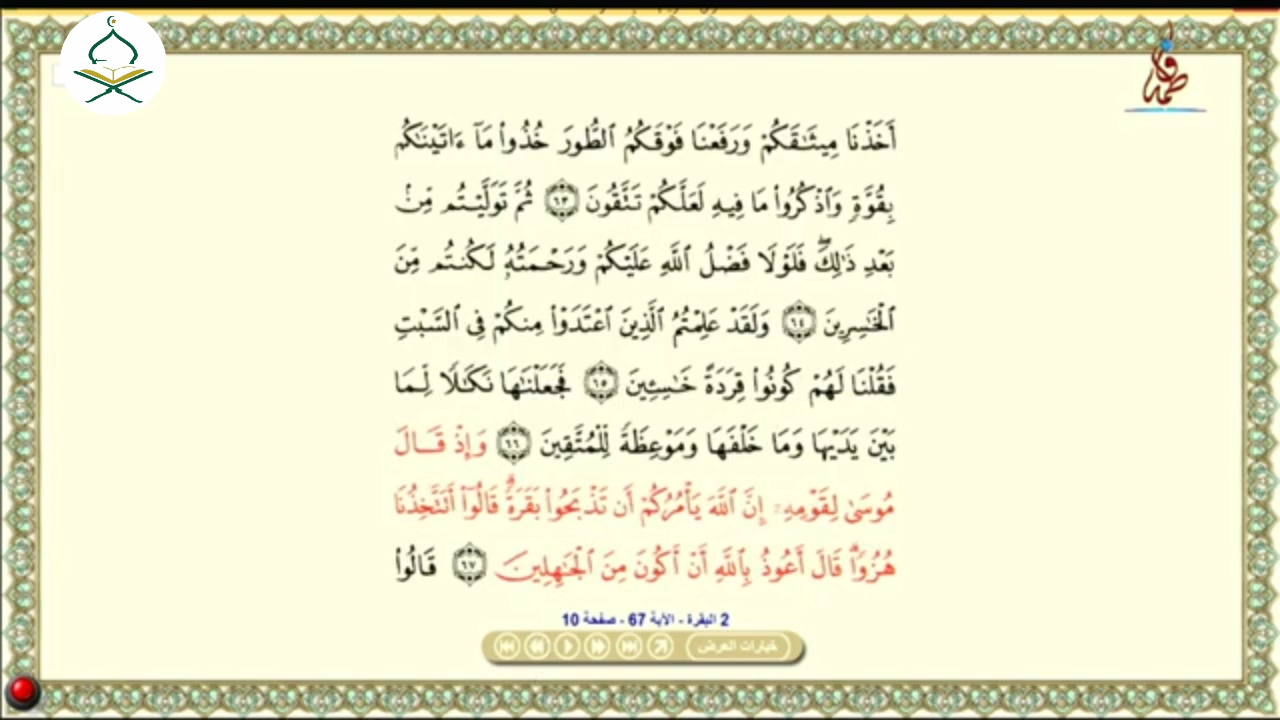 أَخَذْنَا مِيثَـٰقَكُمْ وَرَفَعْنَا فَوْقَكُمُ ٱلطُّورَ خُذُوا۟ مَآ ءَاتَيْنَـٰكُم
بِقُوَّةٍ وَٱذْكُرُوا۟ مَا فِيهِ لَعَلَّكُمْ تَتَّقُونَ ٦٣ ثُمَّ تَوَلَّيْتُم مِّنۢ
بَعْدِ ذَٰلِكَ ۖ فَلَوْلَا فَضْلُ ٱللَّهِ عَلَيْكُمْ وَرَحْمَتُهُۥ لَكُنتُم مِّنَ
ٱلْخَـٰسِرِينَ ٦٤ وَلَقَدْ عَلِمْتُمُ ٱلَّذِينَ ٱعْتَدَوْا۟ مِنكُمْ فِى ٱلسَّبْتِ
فَقُلْنَا لَهُمْ كُونُوا۟ قِرَدَةً خَـٰسِـِٔينَ ٦٥ فَجَعَلْنَـٰهَا نَكَـٰلًا لِّمَا
بَيْنَ يَدَيْهَا وَمَا خَلْفَهَا وَمَوْعِظَةً لِّلْمُتَّقِينَ ٦٦ وَإِذْ قَالَ
مُوسَىٰ لِقَوْمِهِۦٓ إِنَّ ٱللَّهَ يَأْمُرُكُمْ أَن تَذْبَحُوا۟ بَقَرَةً ۖ قَالُوٓا۟ أَتَتَّخِذُنَا
هُزُوًا ۖ قَالَ أَعُوذُ بِٱللَّهِ أَنْ أَكُونَ مِنَ ٱلْجَـٰهِلِينَ ٦٧ قَالُوا۟
2 البقرة - الآية 67 - صفحة 10
خيارات العرض